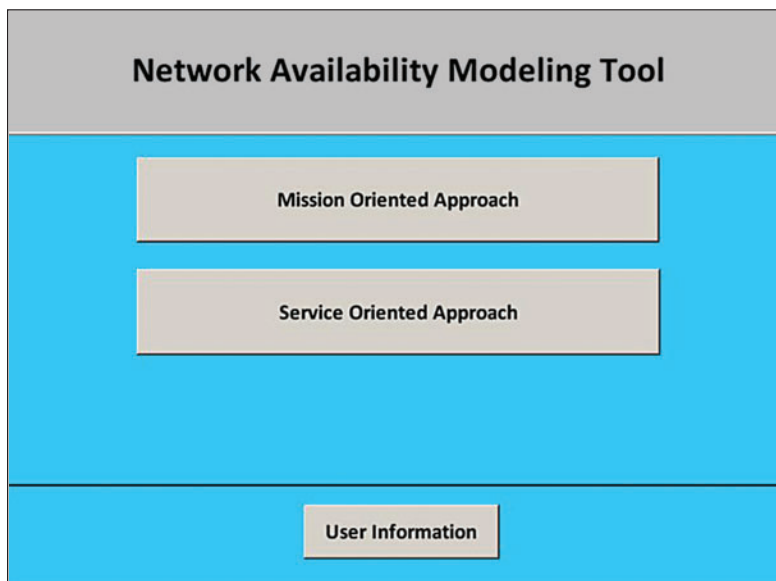 Network Availability Modeling Tool
Mission Oriented Approach
Service Oriented Approach
User Information